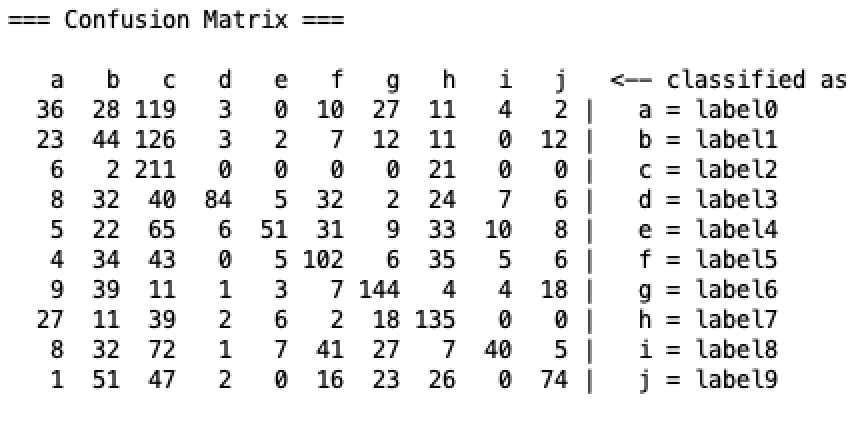 === Confusion Matrix ===
a b c d e f g h i j <-- classified as
36 28 119 3 0 10 27 11 4 2 | a = label0
23 44 126 3 2 7 12 11 0 12 | b = label1
6 2 211 0 0 0 0 21 0 0 | c = label2
8 32 40 84 5 32 2 24 7 6 | d = label3
5 22 65 6 51 31 9 33 10 8 | e = label4
4 34 43 0 5 102 6 35 5 6 | f = label5
9 39 11 1 3 7 144 4 4 18 | g = label6
27 11 39 2 6 2 18 135 0 0 | h = label7
8 32 72 1 7 41 27 7 40 5 | i = label8
1 51 47 2 0 16 23 26 0 74 | j = label9